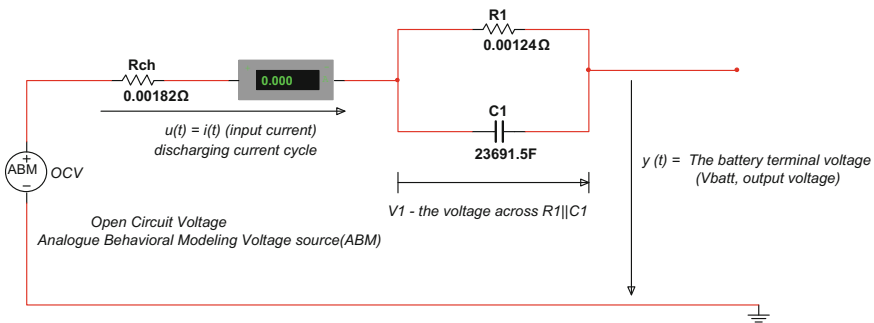 R1
0.00124Ω
Rch
0.000
0.00182Ω
C1
u(t) = i(t) (input current)
discharging current cycle
23691.5F
y (t) = The battery terminal voltage
(Vbatt, output voltage)
+
ABM
OCV
−
V1 - the voltage across R1||C1
Open Circuit Voltage
Analogue Behavioral Modeling Voltage source(ABM)